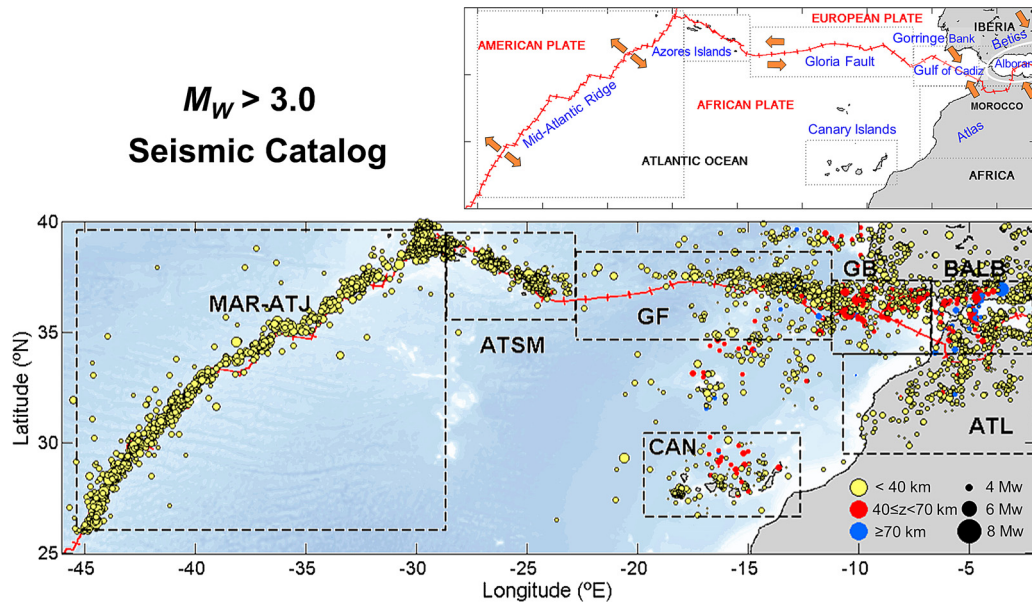 EUROPEAN PLATE
IBERIA
AMERICAN PLATE
Gorringe Bank
Betics
Azores Islands
Gloria Fault
Gulf of Cadiz
Alboran
M_W > 3.0
Seismic Catalog
Mid-Atlantic Ridge
AFRICAN PLATE
MOROCCO
Atlas
Canary Islands
ATLANTIC OCEAN
AFRICA
40
35
30
25
Latitude (ºN)
MAR-ATJ
ATSM
GF
GB
BALB
CAN
ATL
< 40 km
40≤z<70 km
≥70 km
4 Mw
6 Mw
8 Mw
-45
-40
-35
-30
-25
-20
-15
-10
-5
Longitude (ºE)